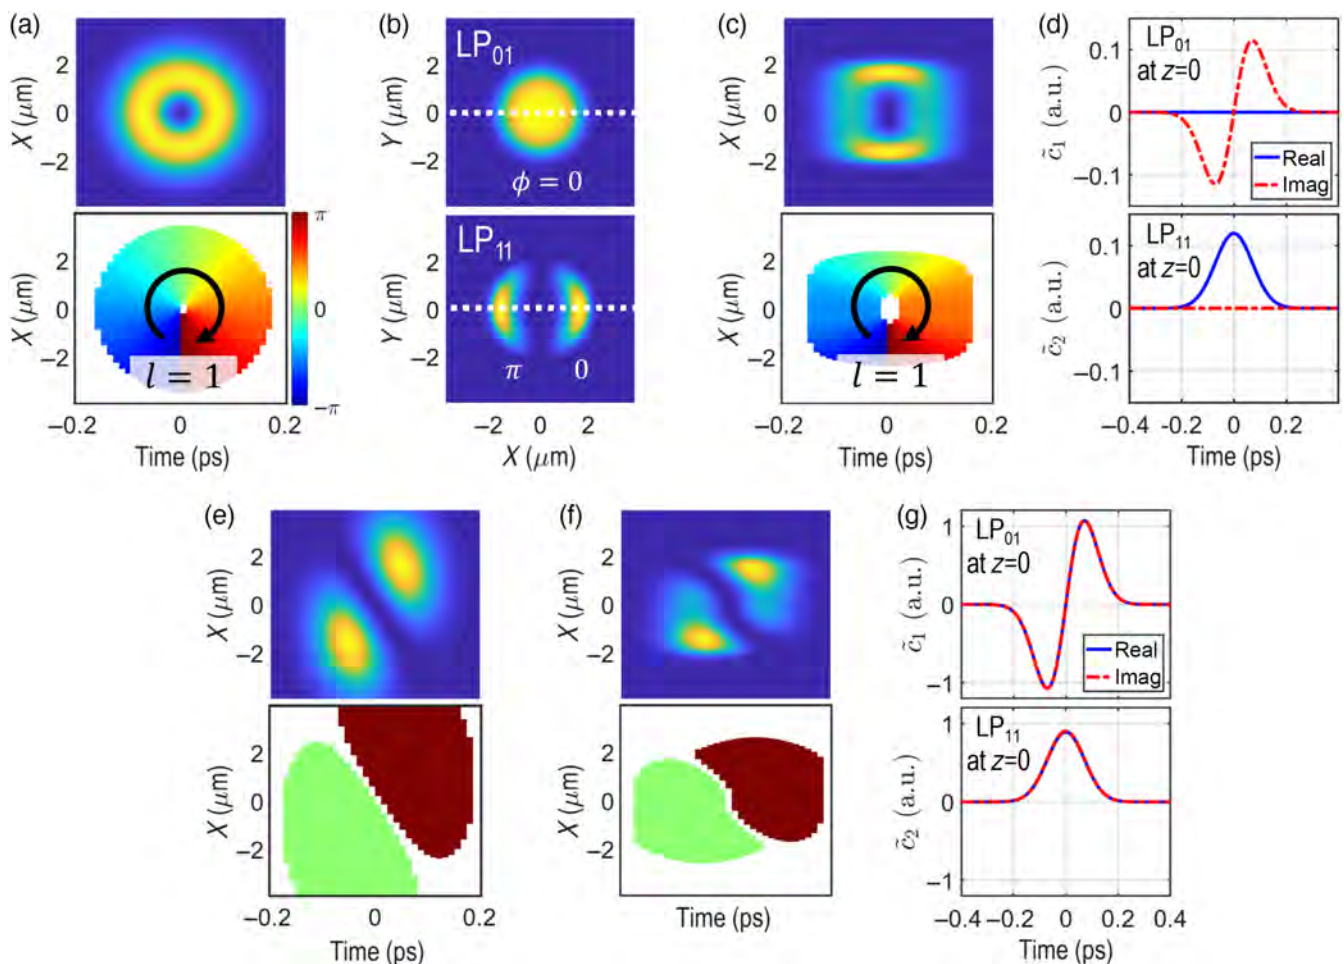 (a)
X (μm)
2
0
−2
X (μm)
2
0
−2
l = 1
π
0
−π
−0.2 0 0.2
Time (ps)
(b)
LP01
Y (μm)
2
0
−2
ϕ = 0
LP11
Y (μm)
2
0
−2
π 0
−2 0 2
X (μm)
(c)
X (μm)
2
0
−2
X (μm)
2
0
−2
l = 1
−0.2 0 0.2
Time (ps)
(d)
LP01
at z=0
c̃1 (a.u.)
0.1
0
−0.1
Real
Imag
LP11
at z=0
c̃2 (a.u.)
0.1
0
−0.1
−0.4 −0.2 0 0.2
Time (ps)
(e)
X (μm)
2
0
−2
X (μm)
2
0
−2
−0.2 0 0.2
Time (ps)
(f)
X (μm)
2
0
−2
X (μm)
2
0
−2
Time (ps)
(g)
LP01
at z=0
c̃1 (a.u.)
1
0
−1
Real
Imag
LP11
at z=0
c̃2 (a.u.)
1
0
−1
−0.4 −0.2 0 0.2 0.4
Time (ps)